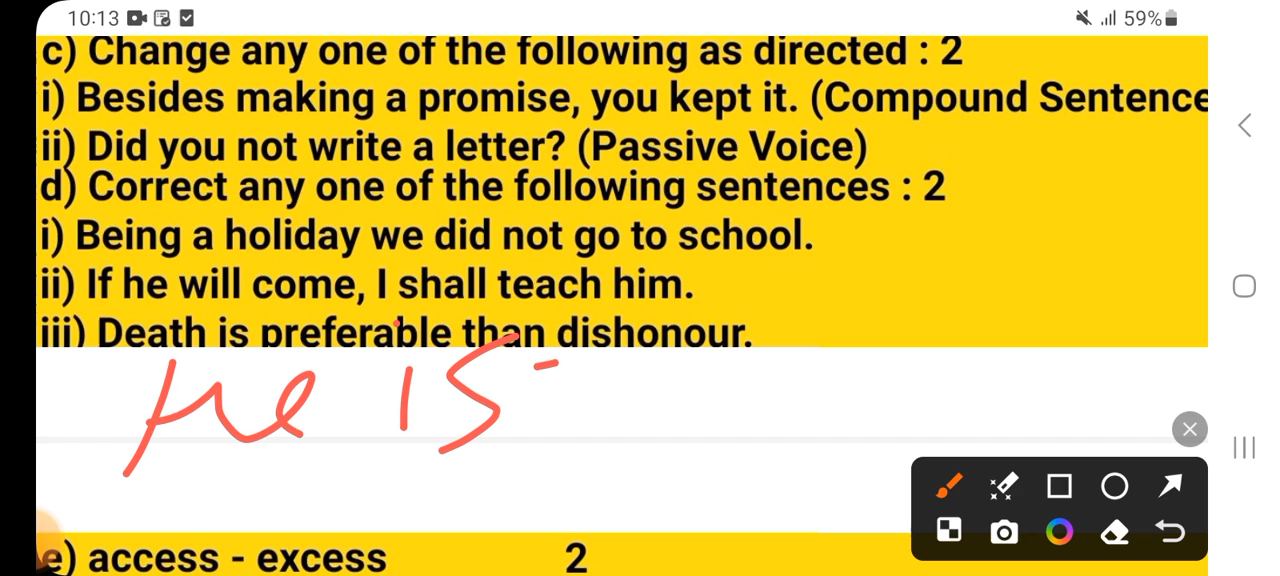 10:13 59%
c) Change any one of the following as directed : 2
i) Besides making a promise, you kept it. (Compound Sentence
ii) Did you not write a letter? (Passive Voice)
d) Correct any one of the following sentences : 2
i) Being a holiday we did not go to school.
ii) If he will come, I shall teach him.
iii) Death is preferable than dishonour.
He is -
e) access - excess 2